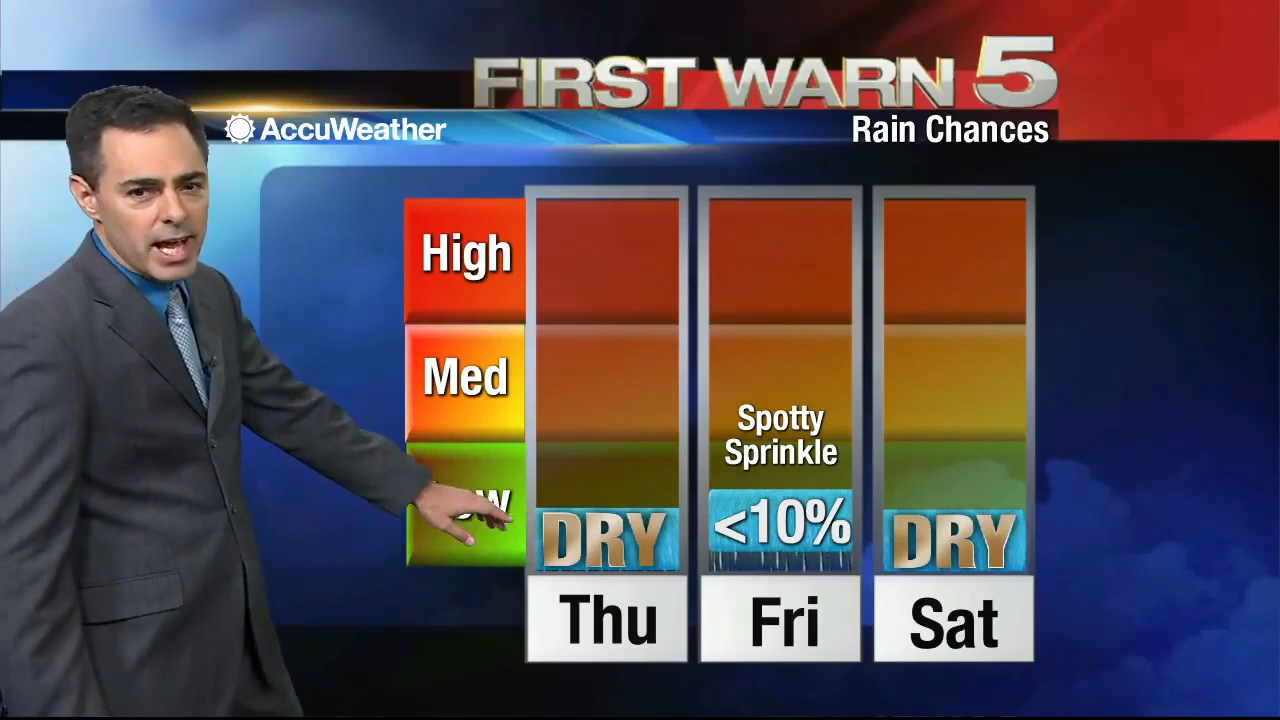 FIRST WARN 5
AccuWeather
Rain Chances
High
Med
Spotty
Sprinkle
<10%
DRY
DRY
Thu
Fri
Sat